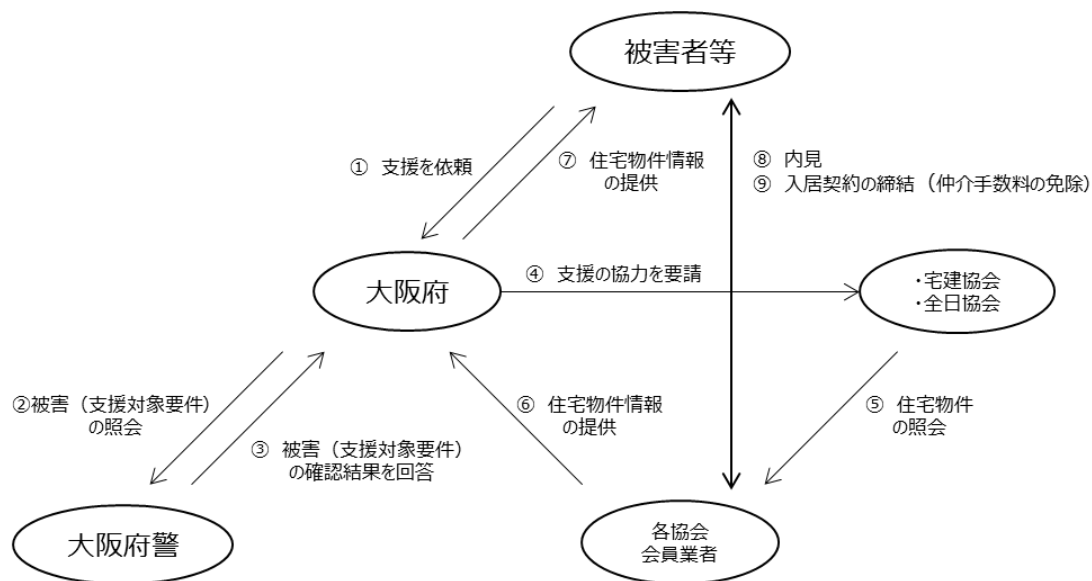 被害者等
① 支援を依頼
⑦ 住宅物件情報
の提供
⑧ 内見
⑨ 入居契約の締結（仲介手数料の免除）
大阪府
④ 支援の協力を要請
・宅建協会
・全日協会
②被害（支援対象要件）
の照会
③ 被害（支援対象要件）
の確認結果を回答
⑥ 住宅物件情報
の提供
⑤ 住宅物件
の照会
大阪府警
各協会
会員業者